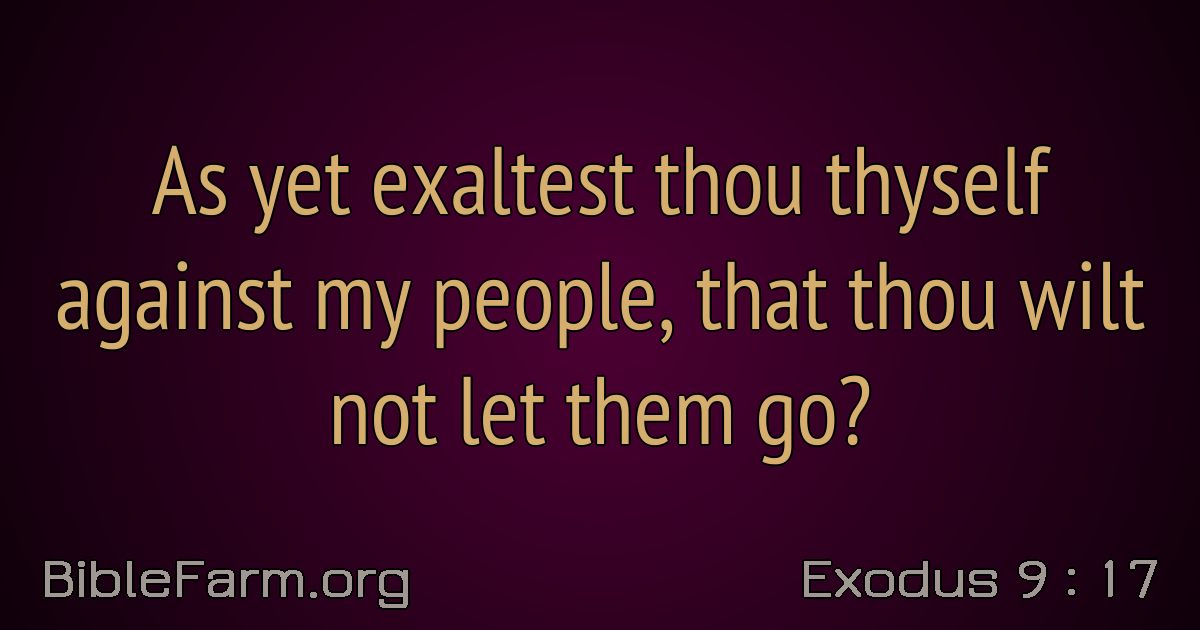 As yet exaltest thou thyself
against my people, that thou wilt
not let them go?
BibleFarm.org
Exodus 9 : 17